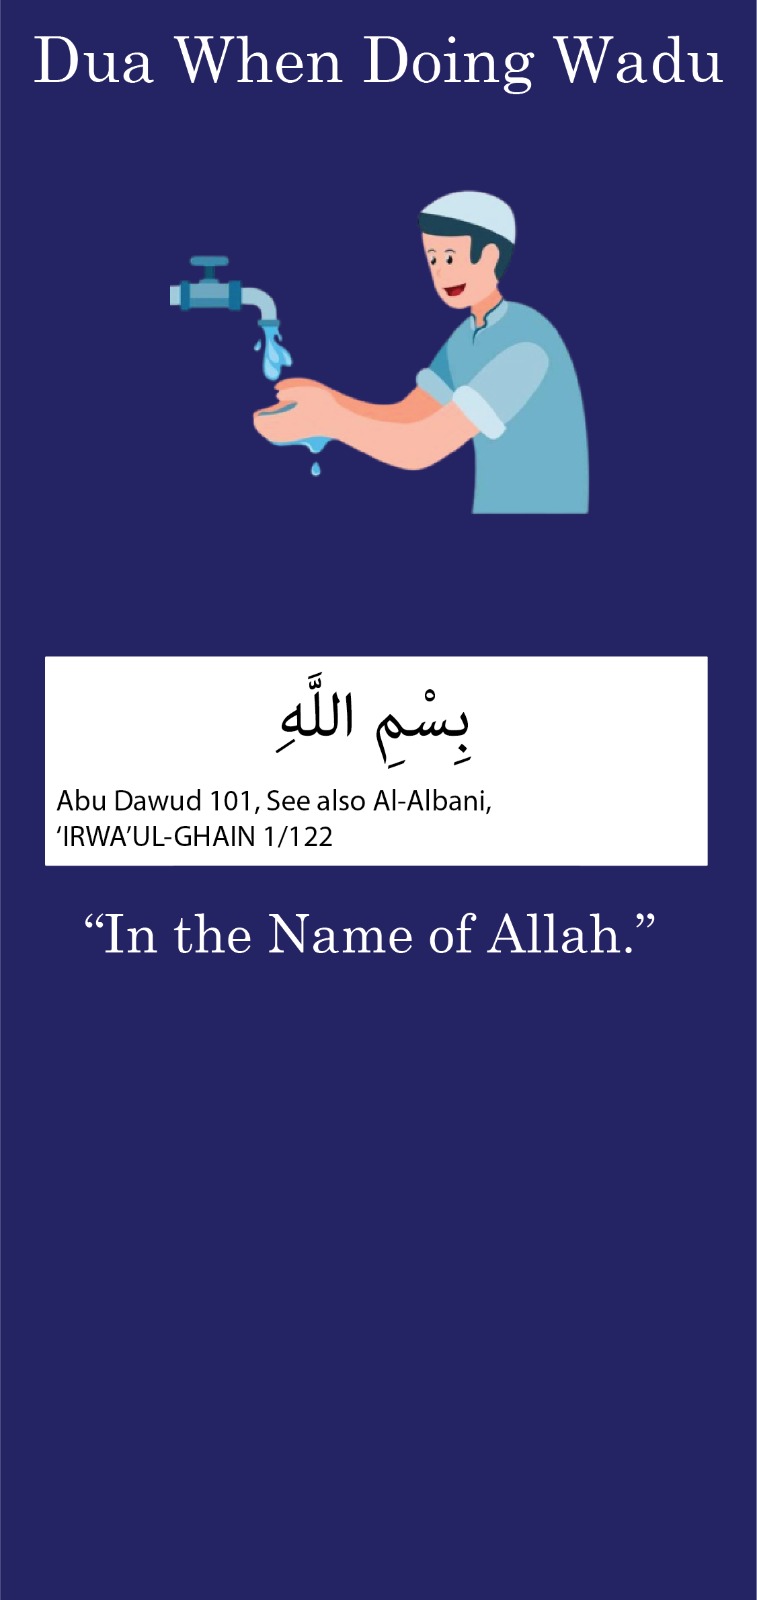 Dua When Doing Wadu
بِسْمِ اللَّهِ
Abu Dawud 101, See also Al-Albani,
‘IRWA’UL-GHAIN 1/122
“In the Name of Allah.”